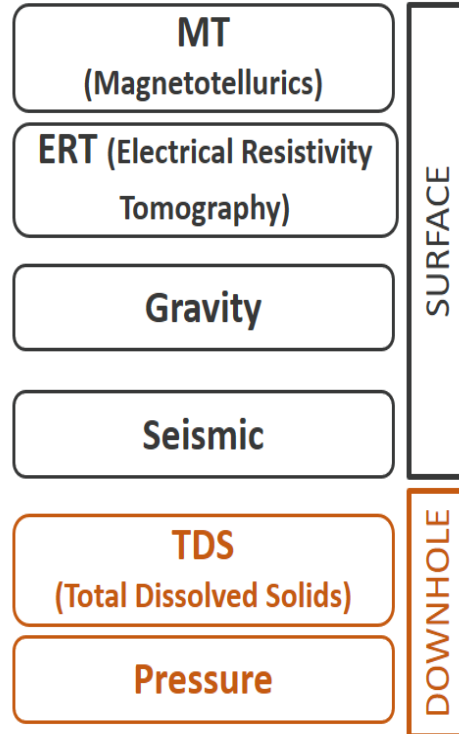 MT
(Magnetotellurics)
ERT (Electrical Resistivity
Tomography)
Gravity
Seismic
SURFACE
TDS
(Total Dissolved Solids)
Pressure
DOWNHOLE